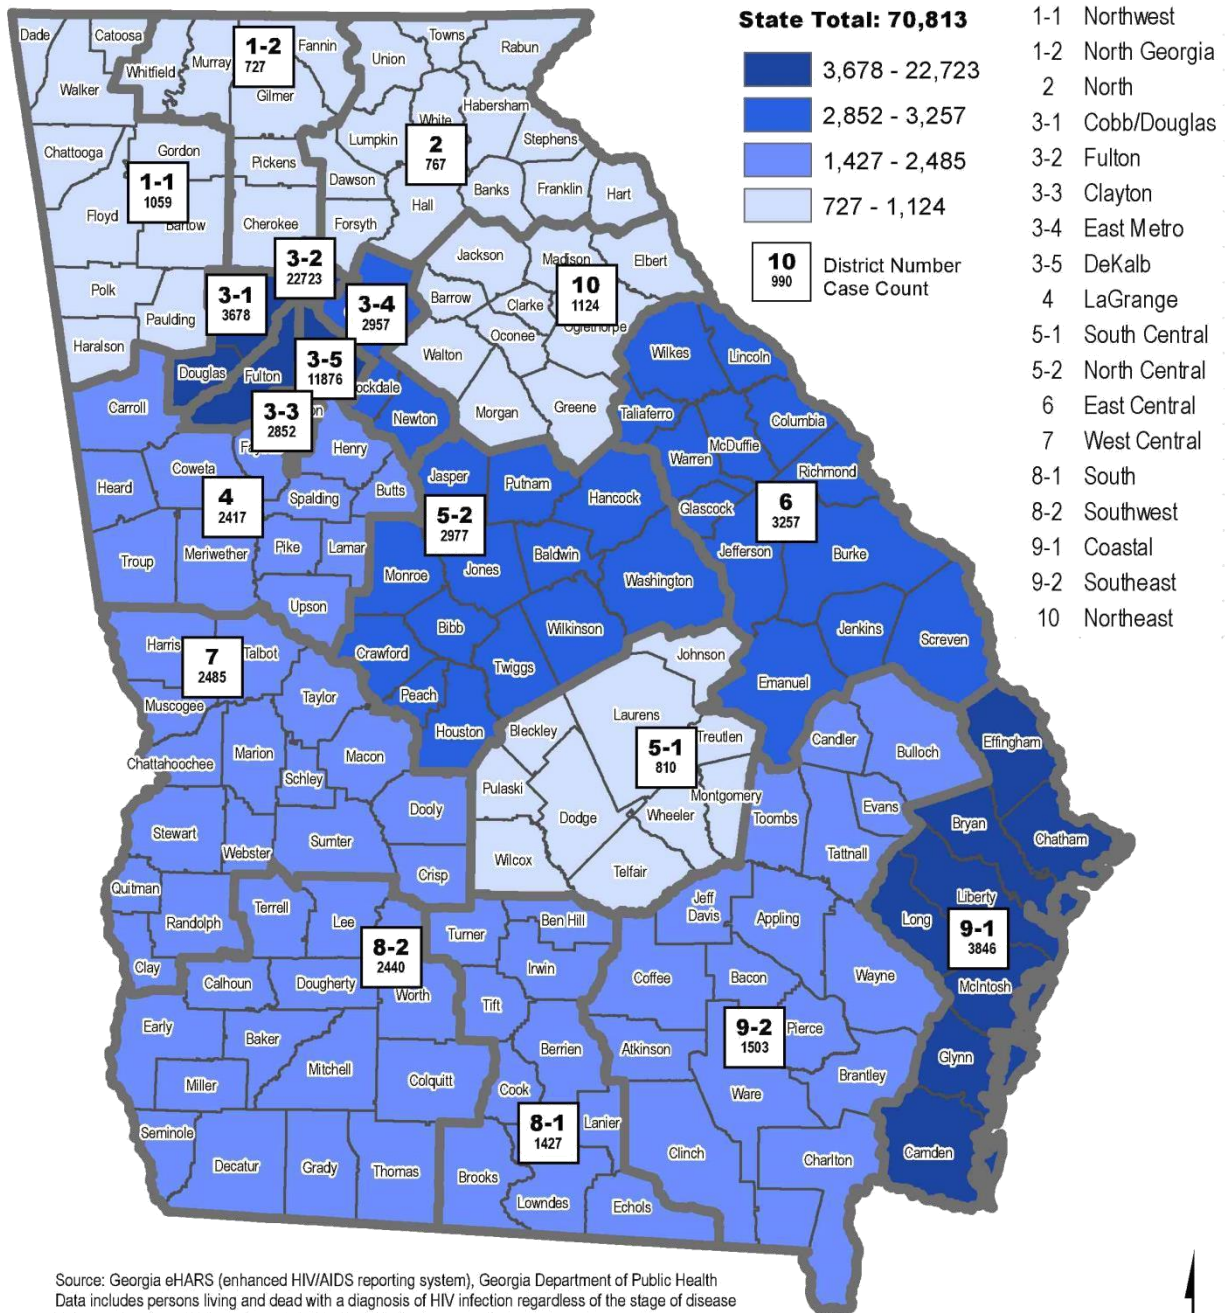 State Total: 70,813
3,678 - 22,723
2,852 - 3,257
1,427 - 2,485
727 - 1,124
10
990
District Number
Case Count
1-1 Northwest
1-2 North Georgia
2 North
3-1 Cobb/Douglas
3-2 Fulton
3-3 Clayton
3-4 East Metro
3-5 DeKalb
4 LaGrange
5-1 South Central
5-2 North Central
6 East Central
7 West Central
8-1 South
8-2 Southwest
9-1 Coastal
9-2 Southeast
10 Northeast
Dade
Catoosa
Whitfield
Murray
1-2
727
Fannin
Walker
Gilmer
Union
Towns
Rabun
Habersham
White
Lumpkin
2
767
Stephens
Chattooga
Gordon
Pickens
Dawson
Banks
Franklin
Hart
1-1
1059
Floyd
Bartow
Cherokee
Forsyth
Hall
3-2
22723
Jackson
Madison
Elbert
Polk
Paulding
Haralson
3-1
3678
3-4
2957
Barrow
Clarke
10
1124
Oglethorpe
Oconee
Walton
Douglas
Fulton
3-5
11876
ockdale
Newton
Morgan
Greene
Wilkes
Lincoln
Taliaferro
Columbia
McDuffie
Warren
Richmond
Carroll
3-3
2852
on
Fay
Henry
Coweta
Heard
4
2417
Spalding
Butts
Jasper
Putnam
Hancock
Glascock
6
3257
5-2
2977
Troup
Meriwether
Pike
Lamar
Monroe
Jones
Baldwin
Washington
Jefferson
Burke
Upson
Bibb
Wilkinson
Jenkins
Screven
Harris
7
2485
Talbot
Crawford
Twiggs
Johnson
Emanuel
Muscogee
Taylor
Peach
Houston
Bleckley
Laurens
Treutlen
Candler
Bulloch
Effingham
Chattahoochee
Marion
Schley
Macon
5-1
810
Pulaski
Montgomery
Dooly
Dodge
Wheeler
Toombs
Evans
Bryan
Chatham
Stewart
Webster
Sumter
Wilcox
Telfair
Tattnall
Crisp
Quitman
Randolph
Terrell
Lee
Turner
Ben Hill
Jeff
Davis
Appling
Long
Liberty
9-1
3846
Clay
8-2
2440
Irwin
Calhoun
Dougherty
Worth
Coffee
Bacon
Wayne
McIntosh
Tift
Early
Baker
Mitchell
Berrien
Atkinson
9-2
1503
Pierce
Glynn
Miller
Colquitt
Cook
Ware
Brantley
Seminole
8-1
1427
Lanier
Decatur
Grady
Thomas
Brooks
Clinch
Charlton
Camden
Lowndes
Echols
Source: Georgia eHARS (enhanced HIV/AIDS reporting system), Georgia Department of Public Health
Data includes persons living and dead with a diagnosis of HIV infection regardless of the stage of disease